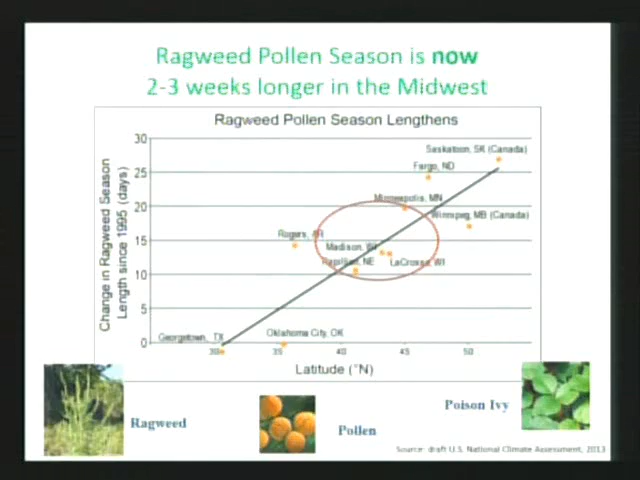 Ragweed Pollen Season is now
2-3 weeks longer in the Midwest
Ragweed Pollen Season Lengthens
Change in Ragweed Season
Length since 1995 (days)
30
25
20
15
10
5
0
Saskatoon, SK (Canada)
Fargo, ND
Minneapolis, MN
Winnipeg, MB (Canada)
Rogers, AR
Madison, WI
LaCrosse, WI
Papillion, NE
Georgetown, TX
Oklahoma City, OK
30 35 40 45 50
Latitude (°N)
Ragweed
Pollen
Poison Ivy
Source: draft U.S. National Climate Assessment, 2013